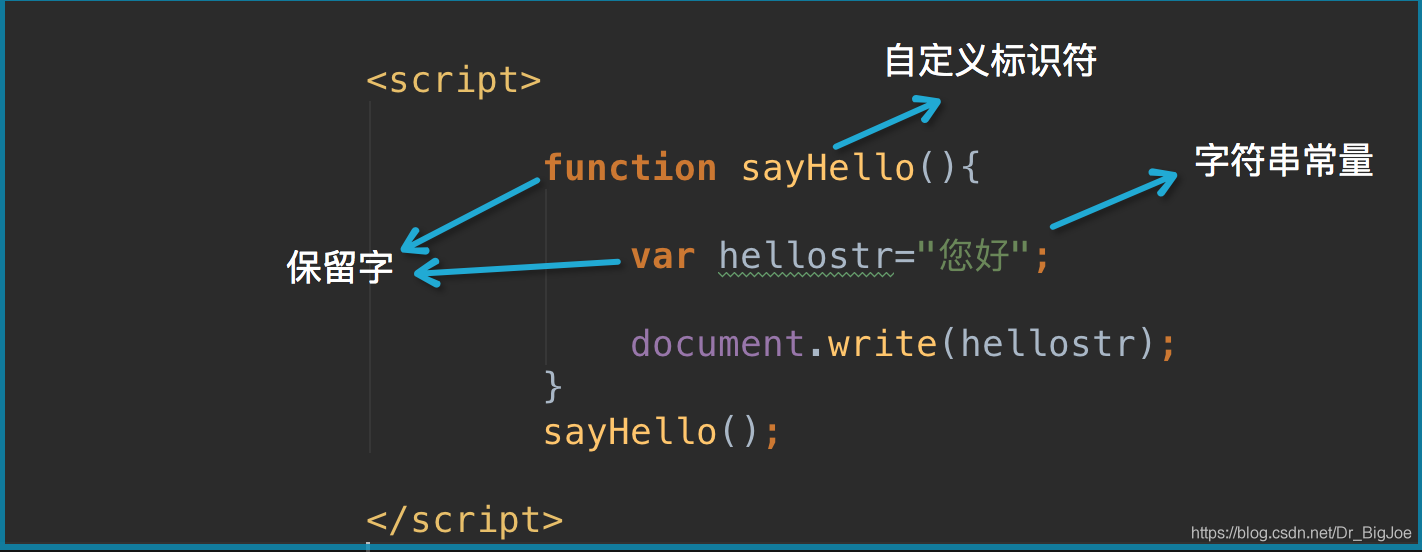 自定义标识符
<script>
function sayHello(){
字符串常量
保留字
var hellostr="您好";
document.write(hellostr);
}
sayHello();
</script>
https://blog.csdn.net/Dr_BigJoe